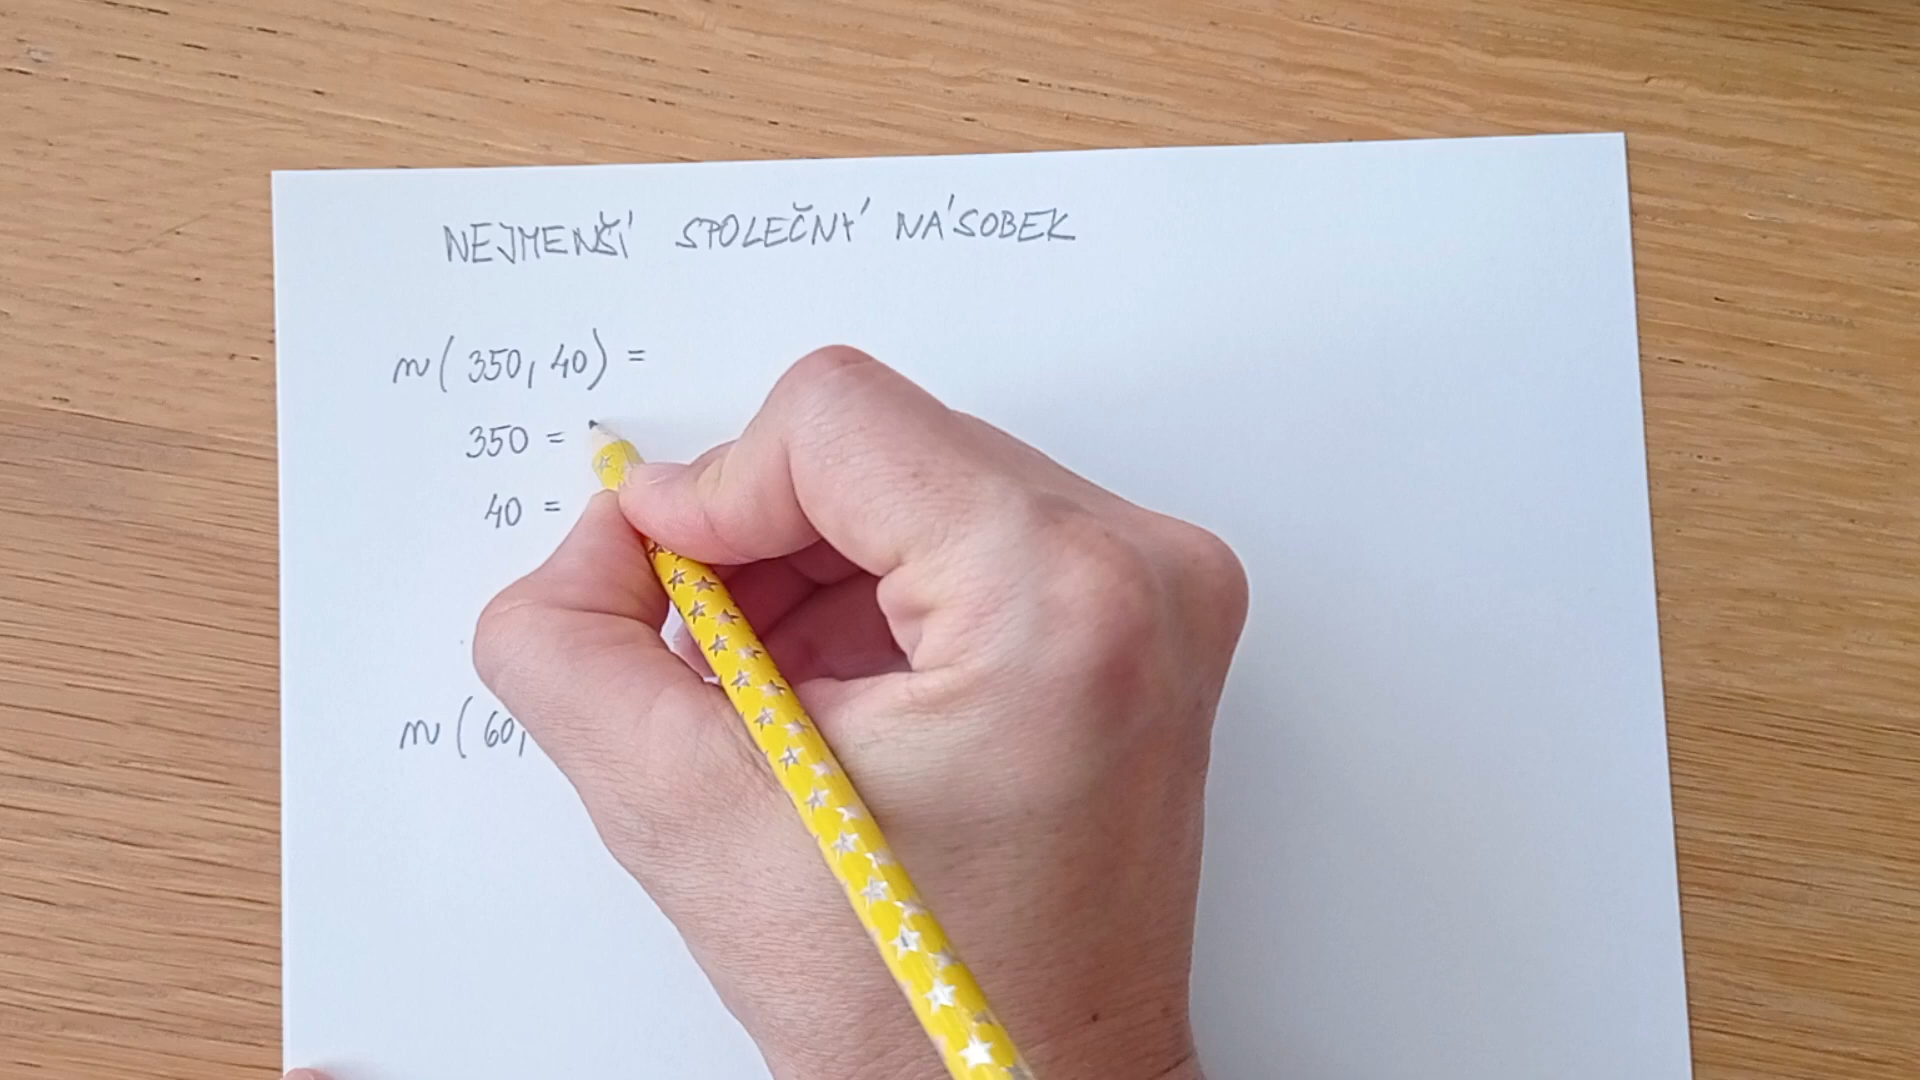 NEJMENŠÍ SPOLEČNÝ NÁSOBEK
n(350, 40) =
350 =
40 =
n(60,